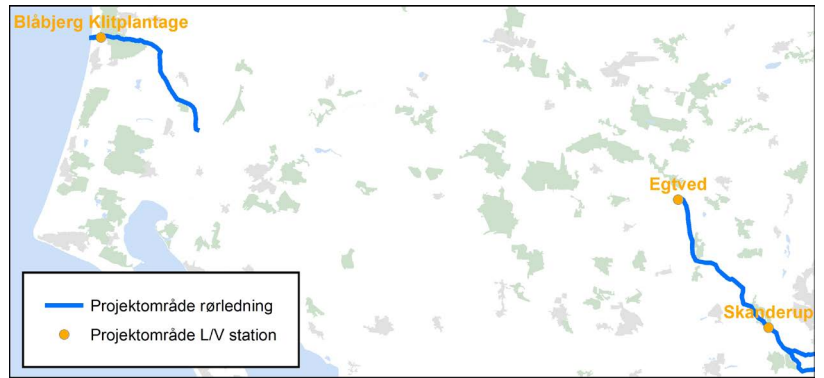 Blåbjerg Klitplantage
Egtved
Skanderup
Projektområde rørledning
Projektområde L/V station